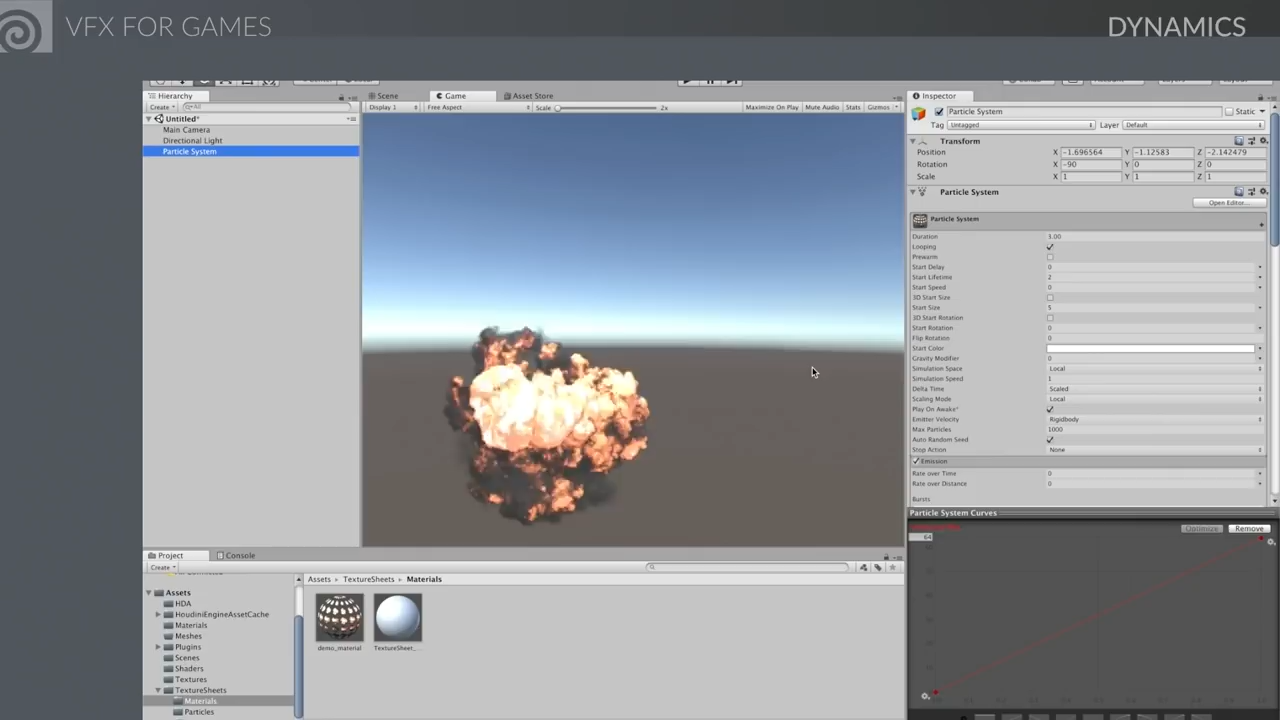 VFX FOR GAMES
DYNAMICS
Hierarchy
Create
All
Untitled*
Main Camera
Directional Light
Particle System
Scene
Game
Asset Store
Display 1
Free Aspect
Scale
2x
Maximize On Play
Mute Audio
Stats
Gizmos
Inspector
Particle System
Static
Tag
Untagged
Layer
Default
Transform
Position
X -1.696564
Y -1.12583
Z -2.142479
Rotation
X -90
Y 0
Z 0
Scale
X 1
Y 1
Z 1
Particle System
Open Editor...
Particle System
Duration 3.00
Looping
Prewarm
Start Delay 0
Start Lifetime 2
Start Speed 0
3D Start Size
Start Size 5
3D Start Rotation
Start Rotation 0
Flip Rotation 0
Start Color
Gravity Modifier 0
Simulation Space Local
Simulation Speed 1
Delta Time Scaled
Scaling Mode Local
Play On Awake*
Emitter Velocity Rigidbody
Max Particles 1000
Auto Random Seed
Stop Action None
Emission
Rate over Time 0
Rate over Distance 0
Bursts
Particle System Curves
Optimize
Remove
64
Project
Console
Create
Assets
HDA
HoudiniEngineAssetCache
Materials
Meshes
Plugins
Scenes
Shaders
Textures
TextureSheets
Materials
Particles
Assets
TextureSheets
Materials
demo_material
TextureSheet_...